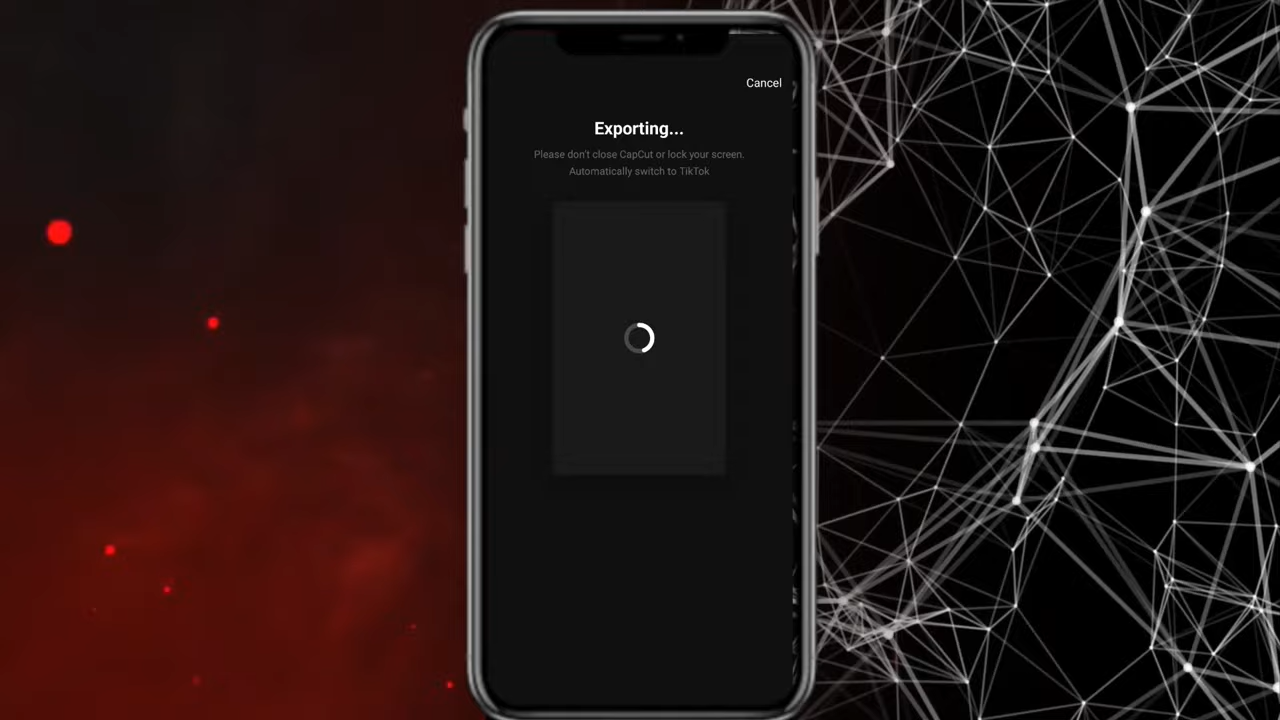 Cancel
Exporting...
Please don't close CapCut or lock your screen.
Automatically switch to TikTok